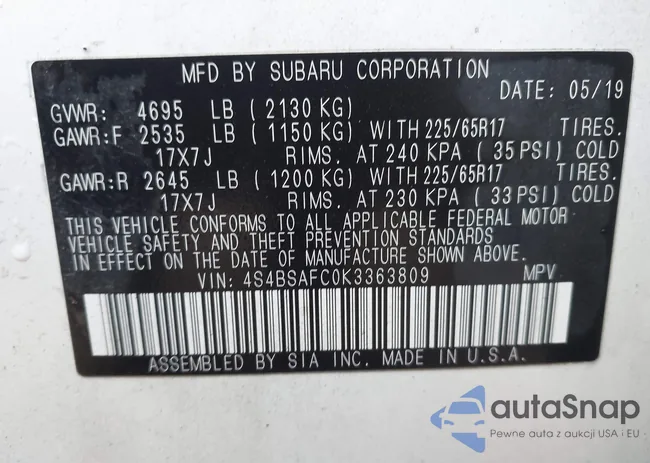 MFD BY SUBARU CORPORATION
DATE: 05/19
GVWR: 4695 LB (2130 KG)
GAWR:F 2535 LB (1150 KG) WITH 225/65R17 TIRES.
17X7J RIMS. AT 240 KPA (35 PSI) COLD
GAWR:R 2645 LB (1200 KG) WITH 225/65R17 TIRES.
17X7J RIMS. AT 230 KPA (33 PSI) COLD
THIS VEHICLE CONFORMS TO ALL APPLICABLE FEDERAL MOTOR
VEHICLE SAFETY AND THEFT PREVENTION STANDARDS
IN EFFECT ON THE DATE OF MANUFACTURE SHOWN ABOVE.
VIN: 4S4BSAFC0K3363809 MPV
ASSEMBLED BY SIA INC. MADE IN U.S.A.
autaSnap
Pewne auta z aukcji USA i EU